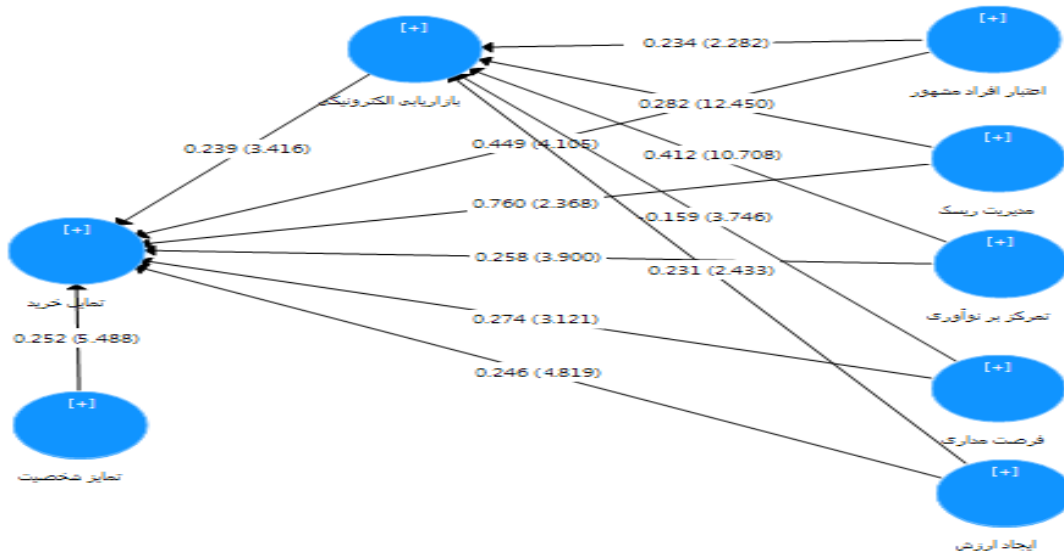 [+]
[+]
0.234 (2.282)
بازاریابی الکترونیکی
اعتبار افراد مشهور
0.282 (12.450)
0.239 (3.416)
0.449 (4.105)
0.412 (10.708)
[+]
مدیریت ریسک
0.760 (2.368)
0.159 (3.746)
[+]
[+]
0.258 (3.900)
0.231 (2.433)
تمایل خرید
تمرکز بر نوآوری
0.274 (3.121)
0.252 (5.488)
0.246 (4.819)
[+]
[+]
فرصت مداری
تمایز شخصیت
[+]
ایجاد ارزش